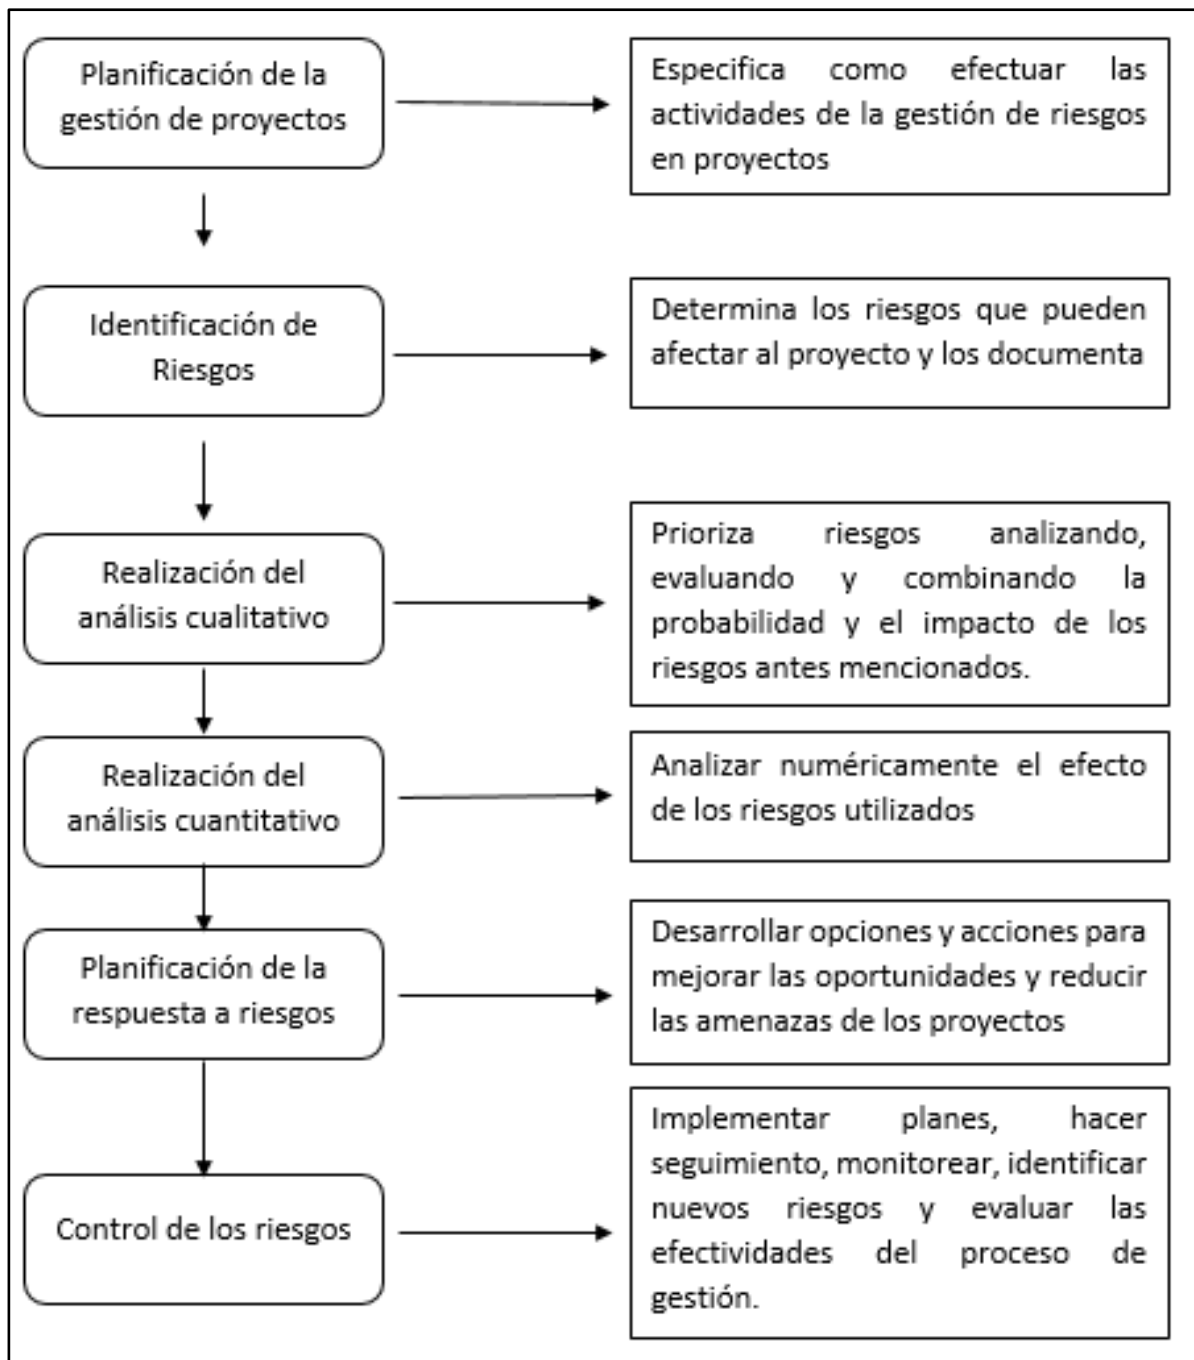 Planificación de la
gestión de proyectos
Especifica como efectuar las
actividades de la gestión de riesgos
en proyectos
Identificación de
Riesgos
Determina los riesgos que pueden
afectar al proyecto y los documenta
Realización del
análisis cualitativo
Prioriza riesgos analizando,
evaluando y combinando la
probabilidad y el impacto de los
riesgos antes mencionados.
Realización del
análisis cuantitativo
Analizar numéricamente el efecto
de los riesgos utilizados
Planificación de la
respuesta a riesgos
Desarrollar opciones y acciones para
mejorar las oportunidades y reducir
las amenazas de los proyectos
Control de los riesgos
Implementar planes, hacer
seguimiento, monitorear, identificar
nuevos riesgos y evaluar las
efectividades del proceso de
gestión.